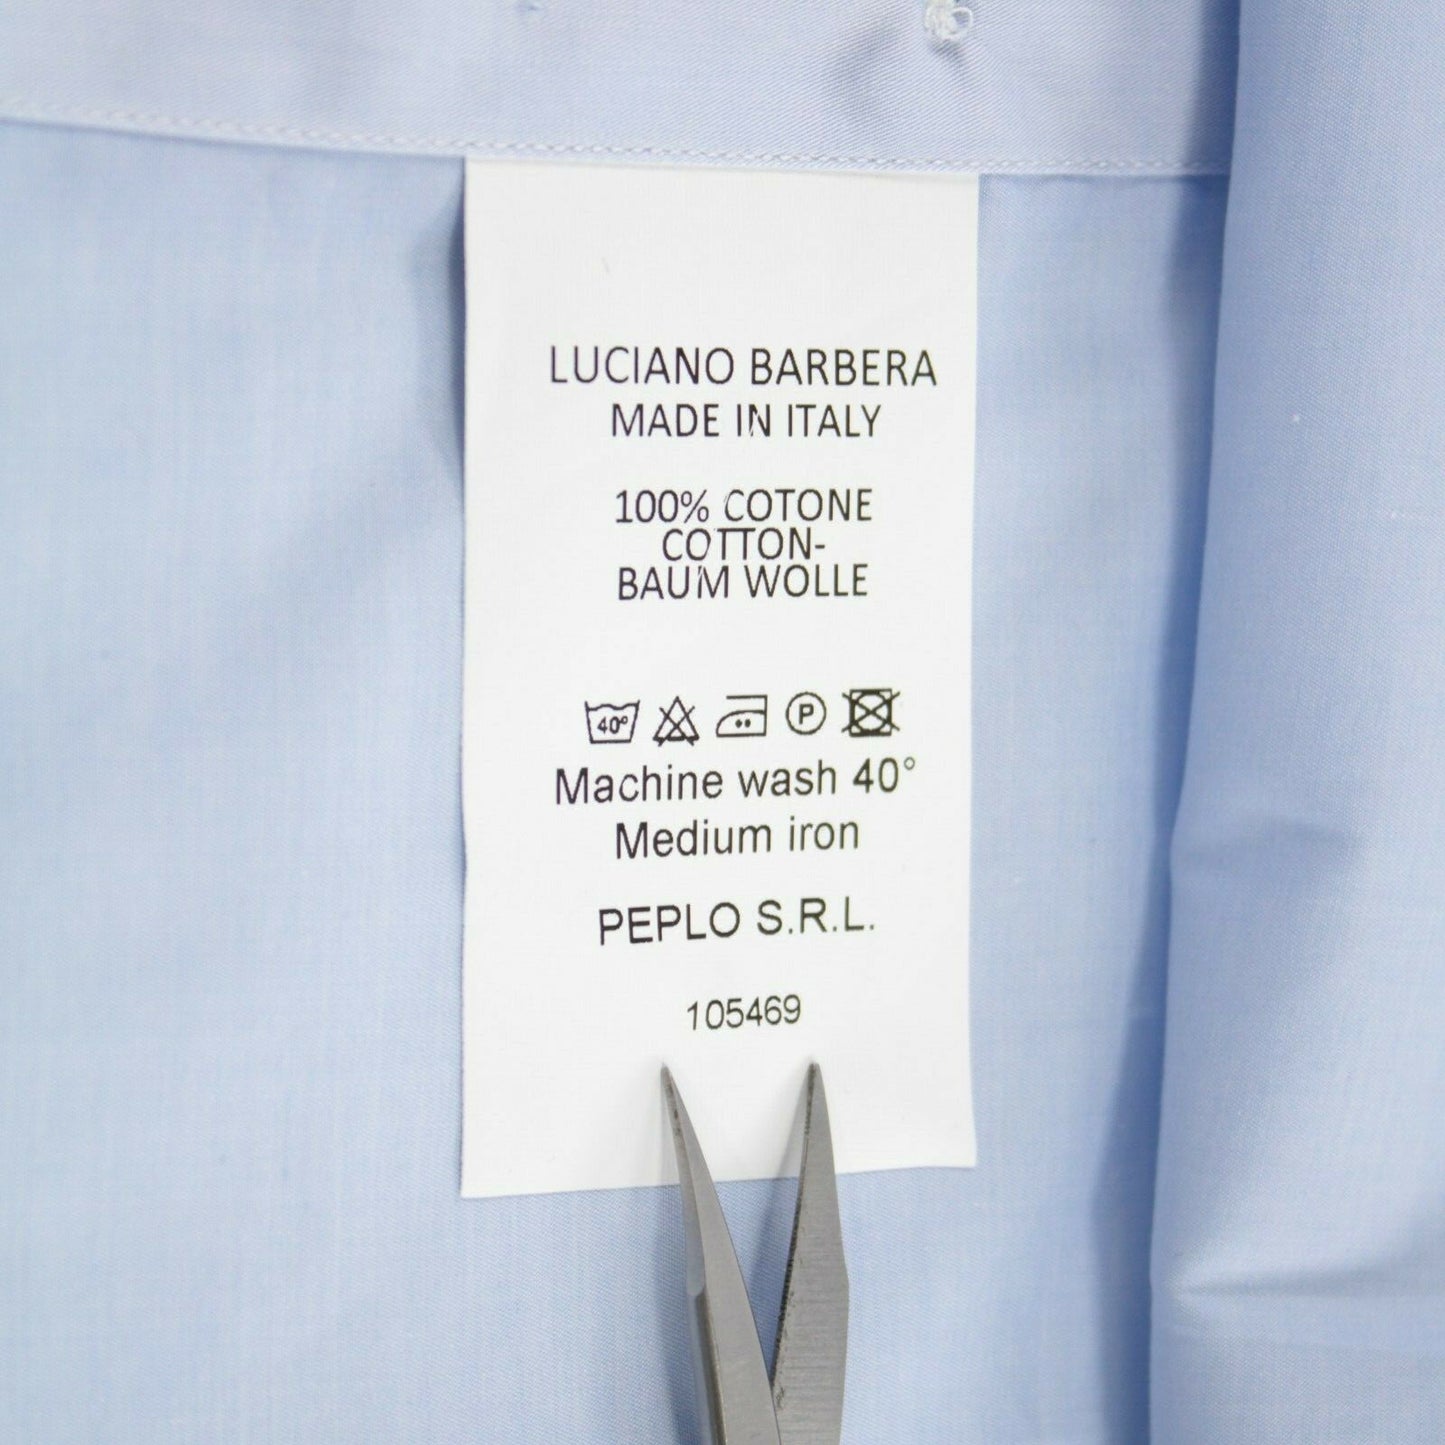 LUCIANO BARBERA
MADE IN ITALY
100% COTONE
COTTON-
BAUM WOLLE
40° P
Machine wash 40°
Medium iron
PEPLO S.R.L.
105469